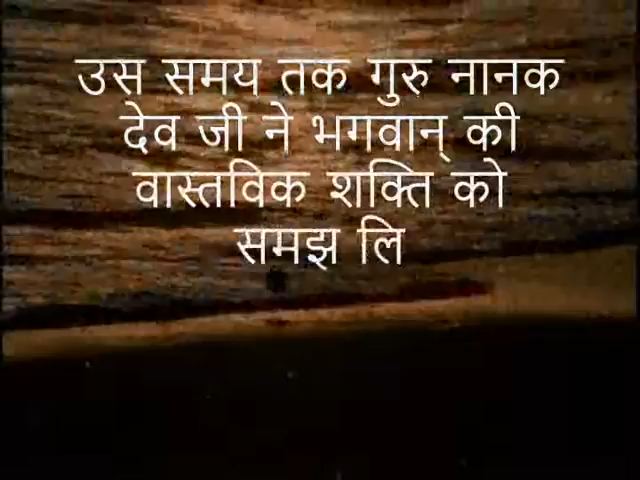 उस समय तक गुरु नानक
देव जी ने भगवान् की
वास्तविक शक्ति को
समझ लि